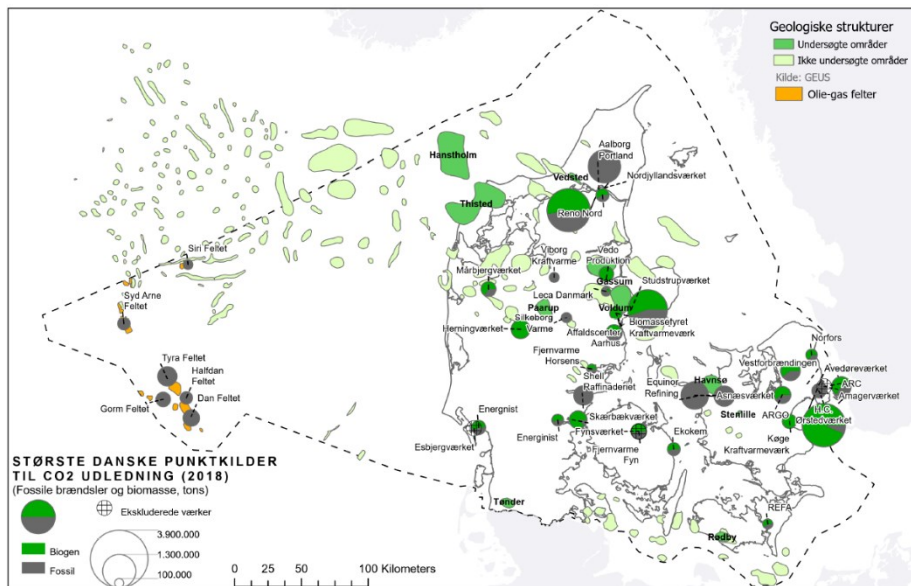 Geologiske strukturer
Undersøgte områder
Ikke undersøgte områder
Kilde: GEUS
Olie-gas felter
Hanstholm
Aalborg
Portland
Vedsted
Nordjyllandsværket
Thisted
Reno Nord
Siri Feltet
Viborg
Kraftvarme
Vedo
Produktion
Mårbjergværket
Gassum
Studstrupværket
Syd Arne
Feltet
Leca Danmark
Paarup
Voldum
Silkeborg
Varme
Biomassefyret
Kraftvarmeværk
Herningværket
Affaldscenter
Aarhus
Norfors
Tyra Feltet
Halfdan
Feltet
Fjernvarme
Horsens
Vestforbrændingen
Avedøreværket
Shell
Raffinaderiet
Equinor
Refining
Havnsø
ARC
Amagerværket
Gorm Feltet
Dan Feltet
Asnæsværket
Energnist
Skærbækværket
Stenlille
ARGO
H.C.
Ørstedværket
Esbjergværket
Energinist
Fynsværket
Ekokem
Køge
Kraftvarmeværk
Fjernvarme
Fyn
STØRSTE DANSKE PUNKTKILDER
TIL CO2 UDLEDNING (2018)
(Fossile brændsler og biomasse, tons)
Tønder
REFA
Rødby
Ekskluderede værker
3.900.000
Biogen
1.300.000
Fossil
100.000
0 25 50 100 Kilometers